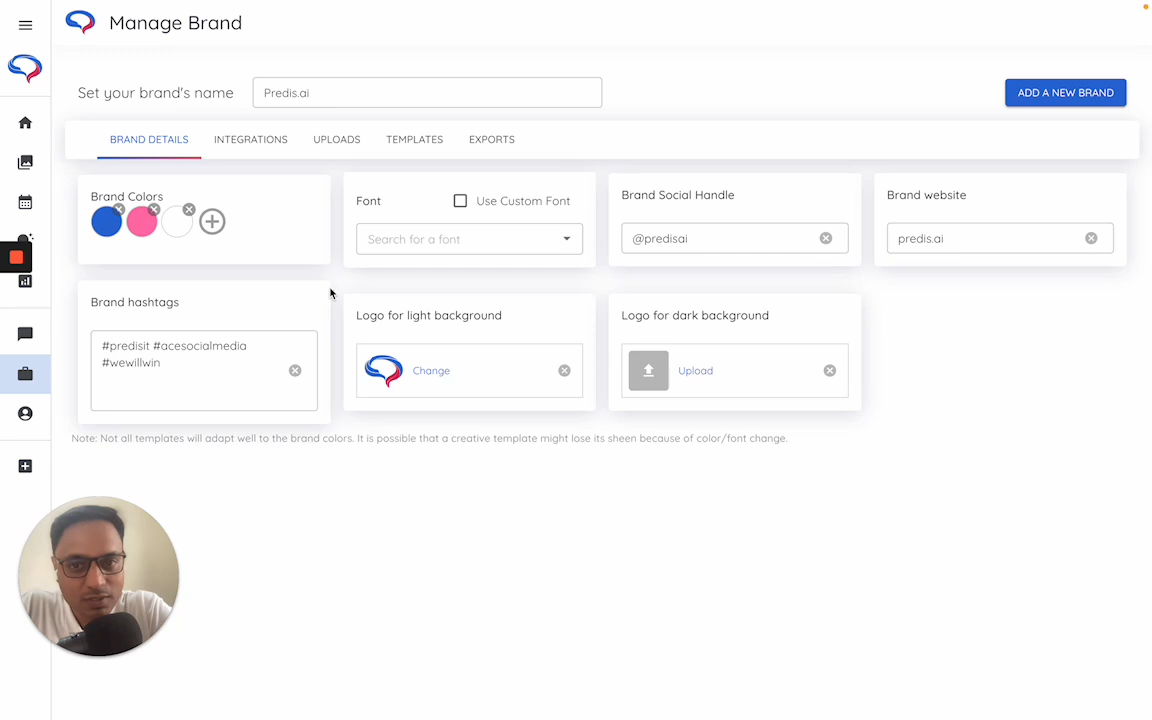 Manage Brand
Set your brand's name
Predis.ai
ADD A NEW BRAND
BRAND DETAILS
INTEGRATIONS
UPLOADS
TEMPLATES
EXPORTS
Brand Colors
Font
Use Custom Font
Search for a font
Brand Social Handle
@predisai
Brand website
predis.ai
Brand hashtags
#predisit #acesocialmedia
#wewillwin
Logo for light background
Change
Logo for dark background
Upload
Note: Not all templates will adapt well to the brand colors. It is possible that a creative template might lose its sheen because of color/font change.